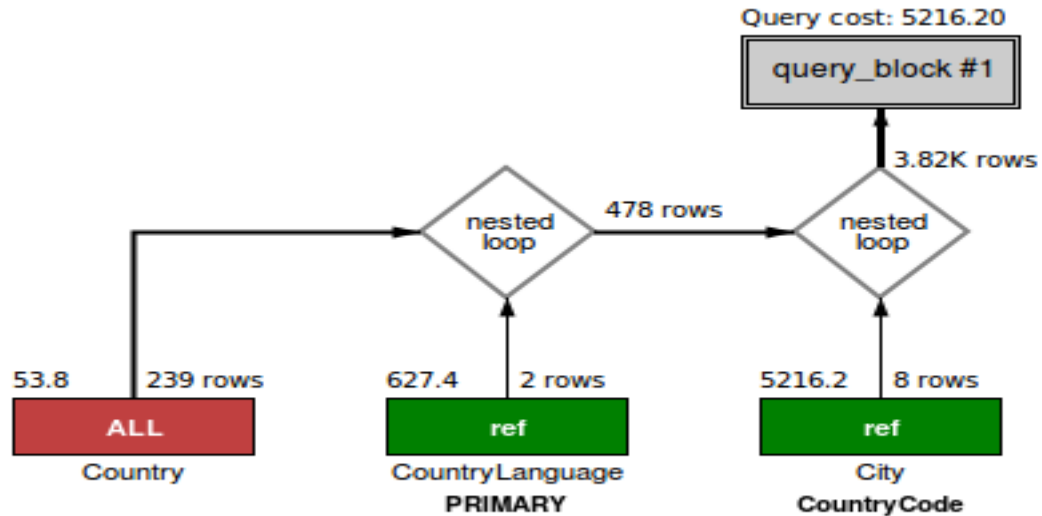 Query cost: 5216.20
query_block #1
3.82K rows
nested
loop
478 rows
nested
loop
53.8
239 rows
627.4
2 rows
5216.2
8 rows
ALL
ref
ref
Country
CountryLanguage
City
PRIMARY
CountryCode